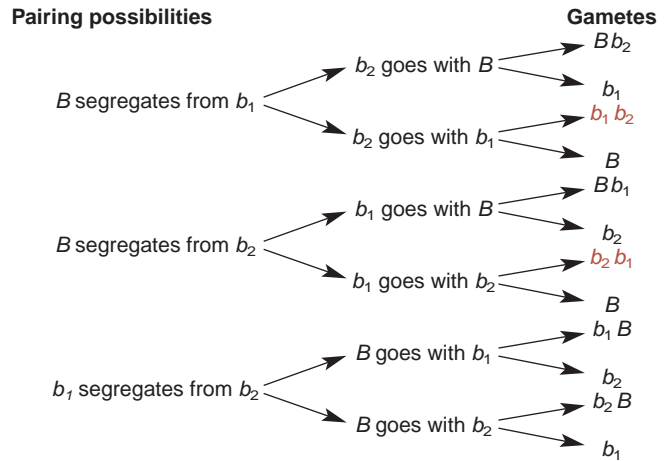 Pairing possibilities Gametes
B b₂
b₂ goes with B
b₁
B segregates from b₁
b₁ b₂
b₂ goes with b₁
B
B b₁
b₁ goes with B
b₂
B segregates from b₂
b₂ b₁
b₁ goes with b₂
B
b₁ B
B goes with b₁
b₂
b₁ segregates from b₂
b₂ B
B goes with b₂
b₁